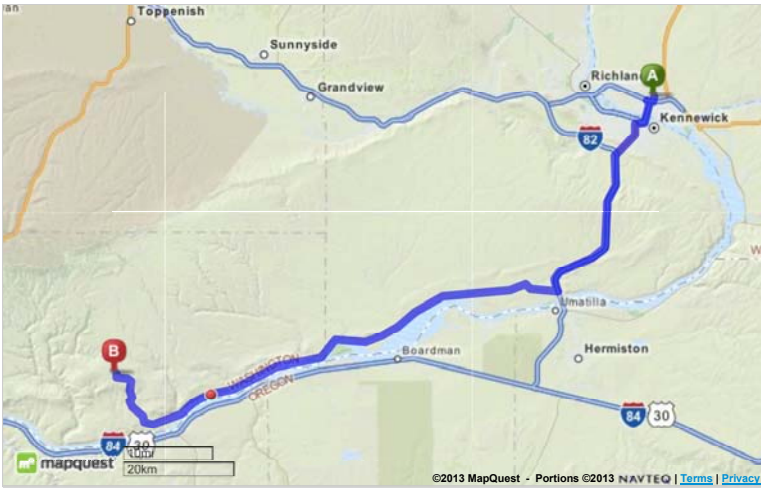 Toppenish
Sunnyside
Grandview
Richlan
A
Kennewick
82
W
Umatilla
B
WASHINGTON
OREGON
Boardman
Hermiston
84 30
84 30
10mi
mapquest
20km
©2013 MapQuest - Portions ©2013 NAVTEQ | Terms | Privacy